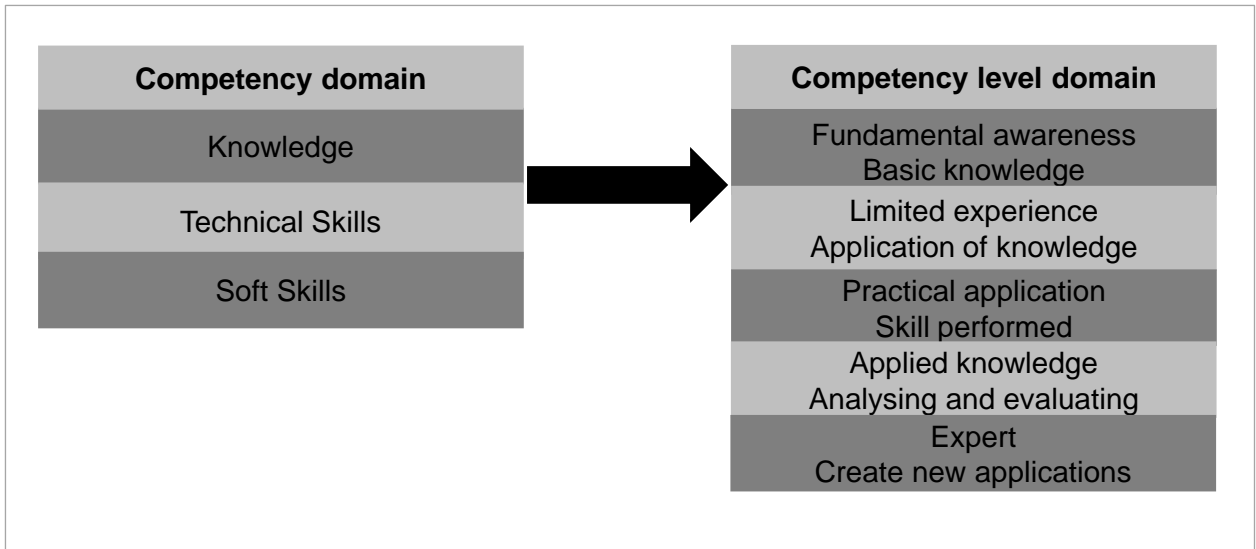 Competency domain
Knowledge
Technical Skills
Soft Skills
Competency level domain
Fundamental awareness
Basic knowledge
Limited experience
Application of knowledge
Practical application
Skill performed
Applied knowledge
Analysing and evaluating
Expert
Create new applications